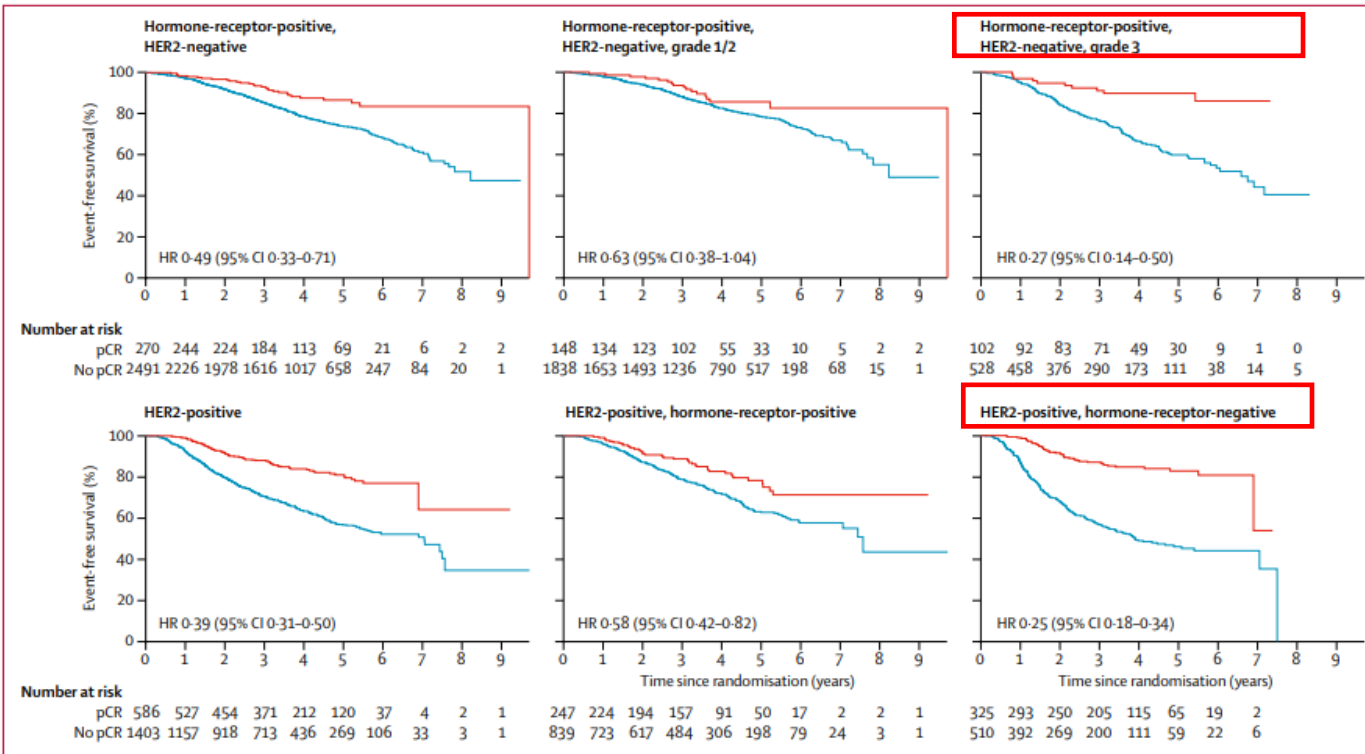 Hormone-receptor-positive,
HER2-negative
Hormone-receptor-positive,
HER2-negative, grade 1/2
Hormone-receptor-positive,
HER2-negative, grade 3
Event-free survival (%)
100
80
60
40
20
0
HR 0·49 (95% CI 0·33–0·71)
HR 0·63 (95% CI 0·38–1·04)
HR 0·27 (95% CI 0·14–0·50)
0 1 2 3 4 5 6 7 8 9
0 1 2 3 4 5 6 7 8 9
0 1 2 3 4 5 6 7 8 9
Number at risk
pCR 270 244 224 184 113 69 21 6 2 2 148 134 123 102 55 33 10 5 2 2 102 92 83 71 49 30 9 1 0
No pCR 2491 2226 1978 1616 1017 658 247 84 20 1 1838 1653 1493 1236 790 517 198 68 15 1 528 458 376 290 173 111 38 14 5
HER2-positive
HER2-positive, hormone-receptor-positive
HER2-positive, hormone-receptor-negative
Event-free survival (%)
100
80
60
40
20
0
HR 0·39 (95% CI 0·31–0·50)
HR 0·58 (95% CI 0·42–0·82)
HR 0·25 (95% CI 0·18–0·34)
0 1 2 3 4 5 6 7 8 9
0 1 2 3 4 5 6 7 8 9
0 1 2 3 4 5 6 7 8 9
Time since randomisation (years)
Time since randomisation (years)
Number at risk
pCR 586 527 454 371 212 120 37 4 2 1 247 224 194 157 91 50 17 2 2 1 325 293 250 205 115 65 19 2
No pCR 1403 1157 918 713 436 269 106 33 3 1 839 723 617 484 306 198 79 24 3 1 510 392 269 200 111 59 22 6